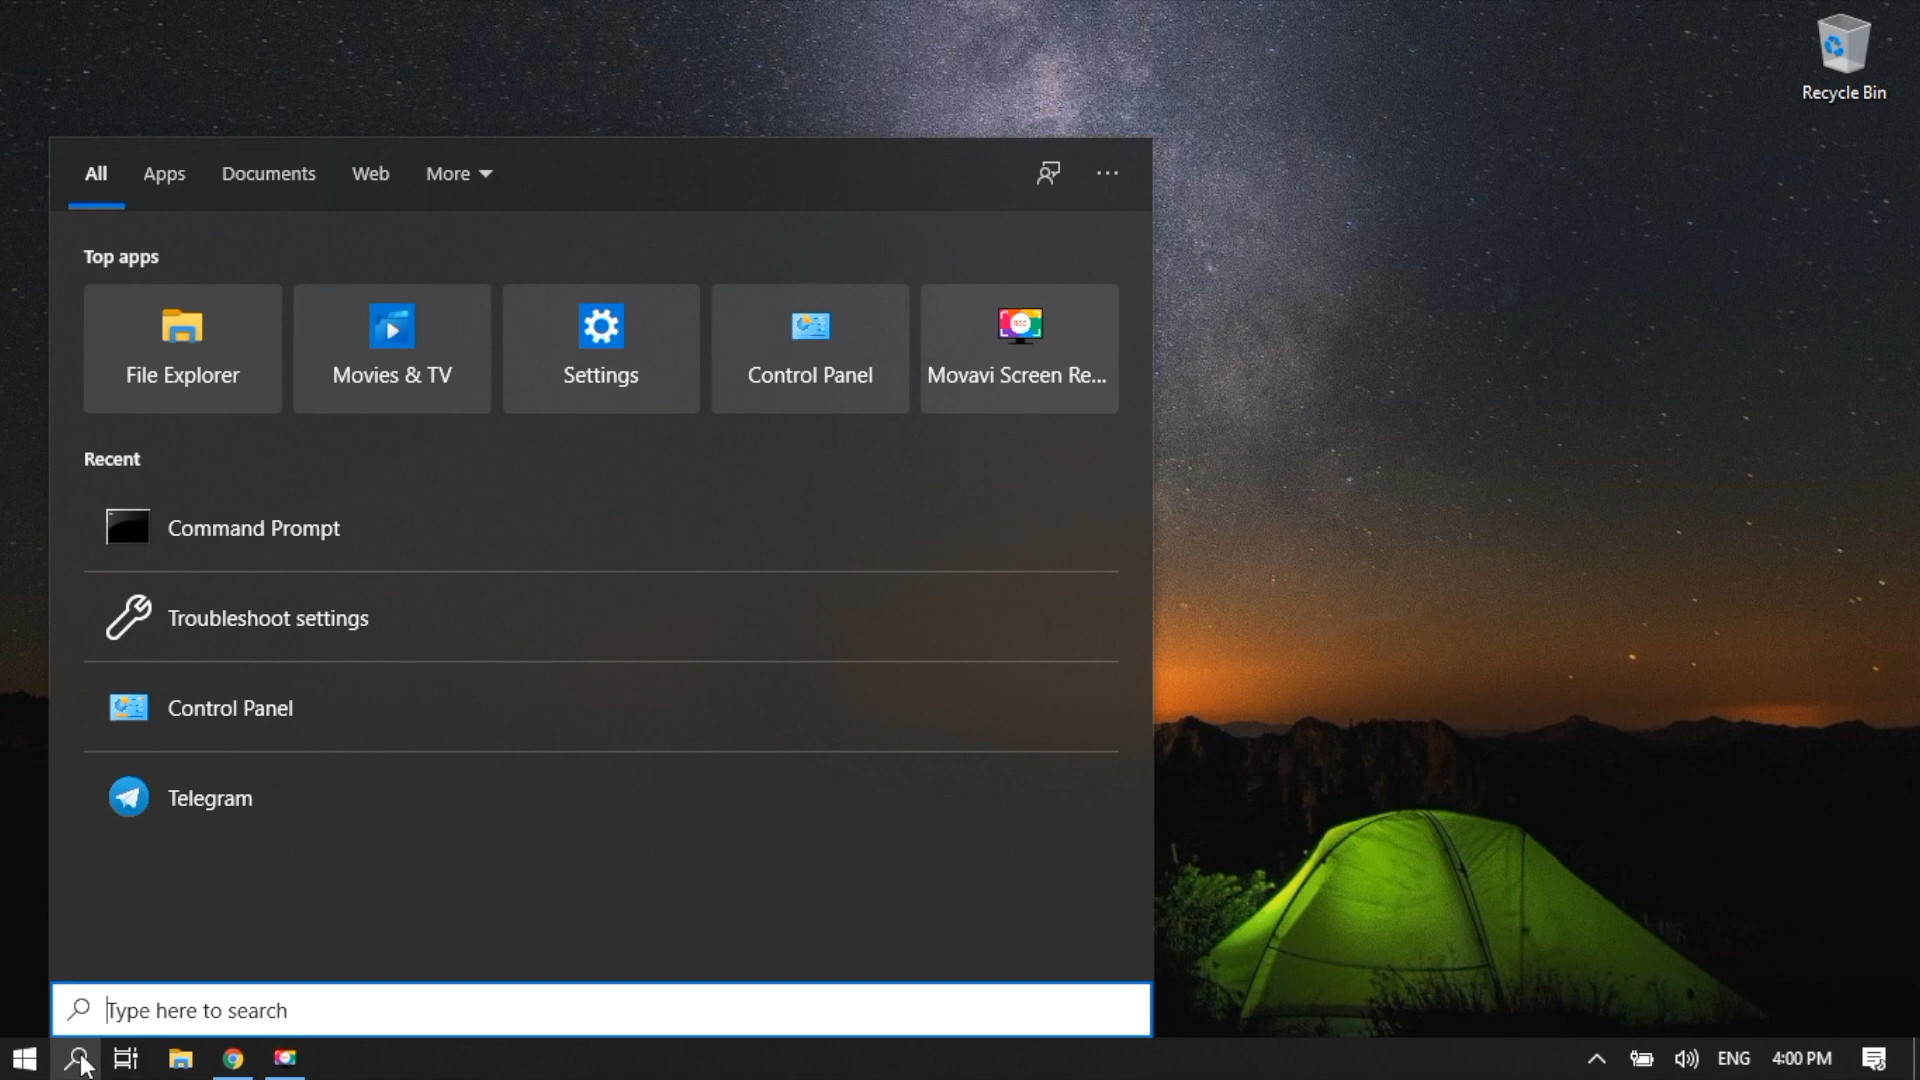 Recycle Bin
All Apps Documents Web More
Top apps
File Explorer Movies & TV Settings Control Panel Movavi Screen Re...
Recent
Command Prompt
Troubleshoot settings
Control Panel
Telegram
Type here to search
ENG 4:00 PM